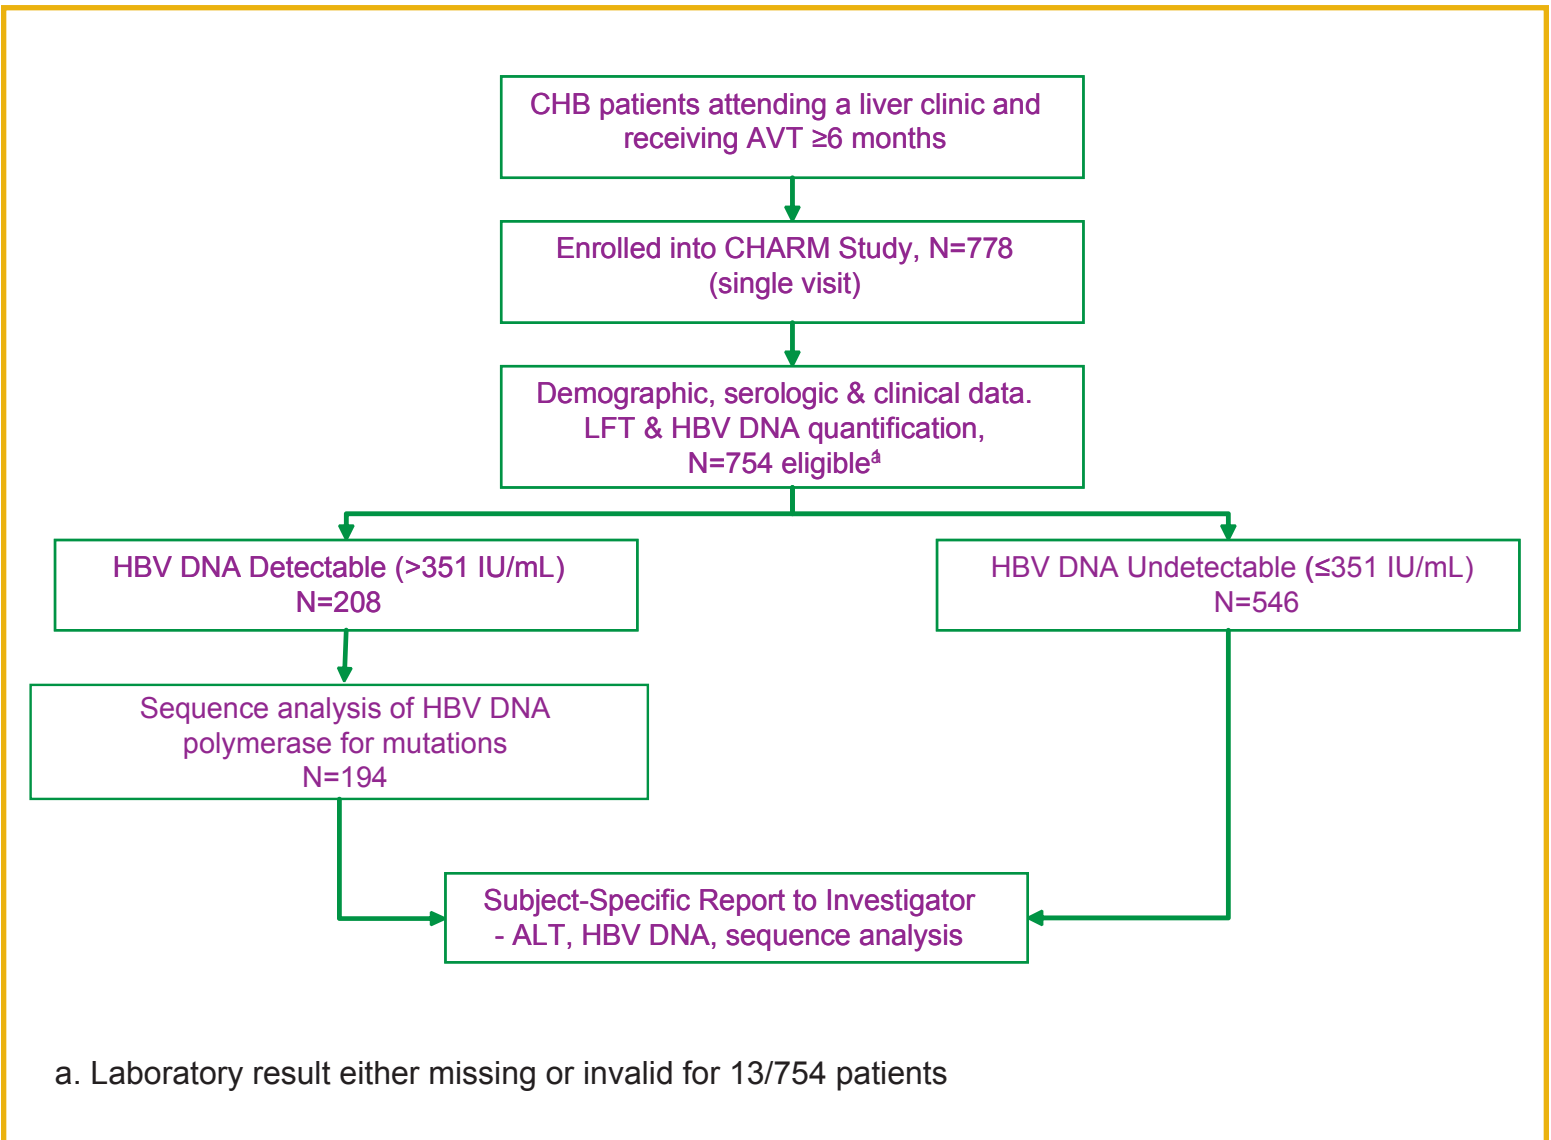 CHB patients attending a liver clinic and
receiving AVT ≥6 months
Enrolled into CHARM Study, N=778
(single visit)
Demographic, serologic & clinical data.
LFT & HBV DNA quantification,
N=754 eligibleª
HBV DNA Detectable (>351 IU/mL)
N=208
HBV DNA Undetectable (≤351 IU/mL)
N=546
Sequence analysis of HBV DNA
polymerase for mutations
N=194
Subject-Specific Report to Investigator
- ALT, HBV DNA, sequence analysis
a. Laboratory result either missing or invalid for 13/754 patients